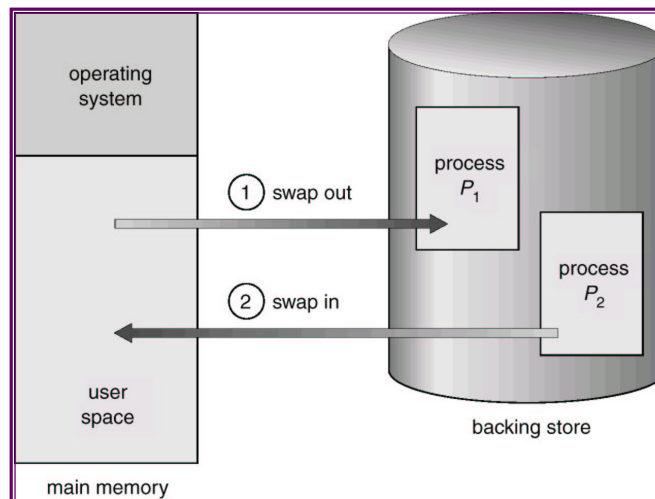 operating
system
process
P1
1 swap out
process
P2
2 swap in
user
space
backing store
main memory